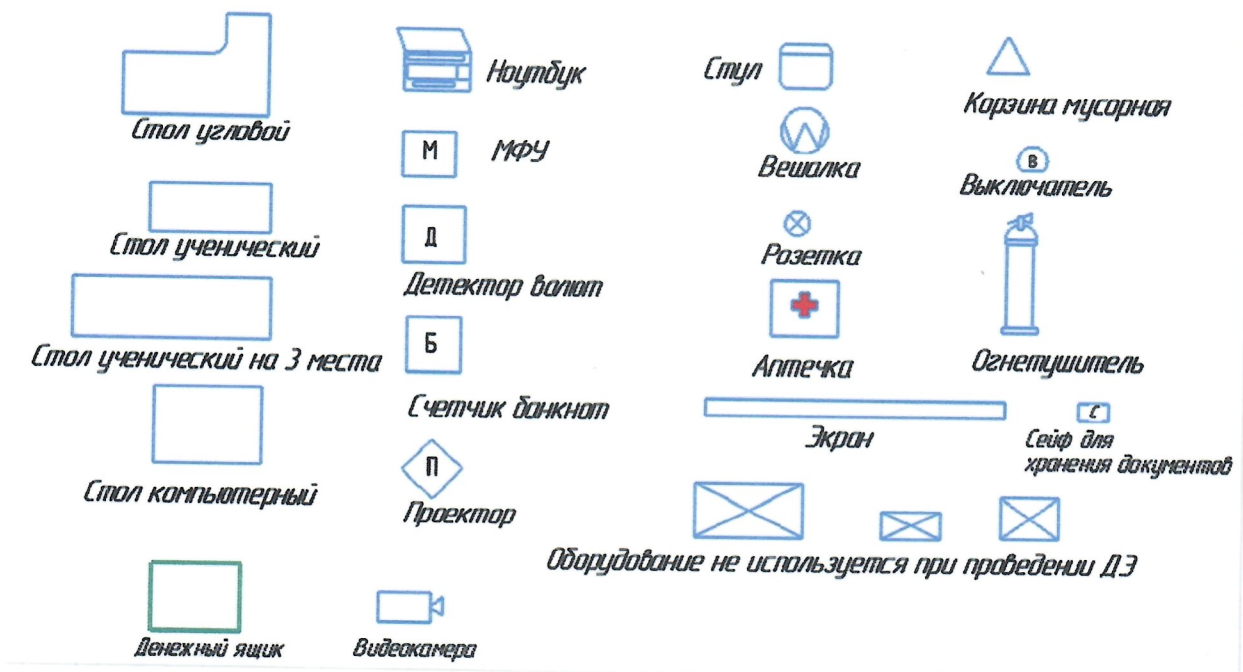 Стол угловой
Стол ученический
Стол ученический на 3 места
Стол компьютерный
Денежный ящик
Ноутбук
М
МФУ
Д
Детектор валют
Б
Счетчик банкнот
П
Проектор
Видеокамера
Стул
Вешалка
Розетка
Аптечка
Экран
Корзина мусорная
В
Выключатель
Огнетушитель
С
Сейф для
хранения документов
Оборудование не используется при проведении ДЭ